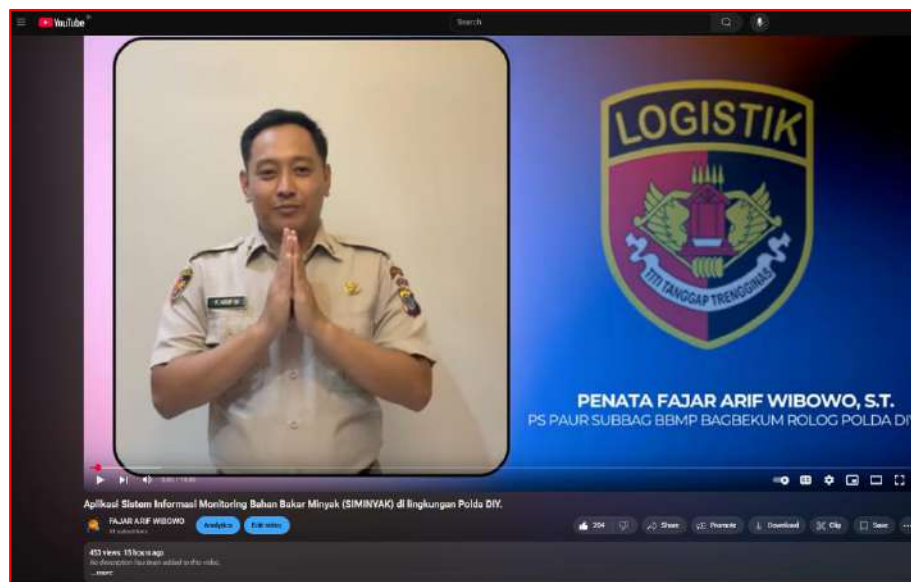 YouTube
Search
LOGISTIK
TITI TANGGAP TRENGGINAS
PENATA FAJAR ARIF WIBOWO, S.T.
PS PAUR SUBBAG BBMP BAGBEKUM ROLOG POLDA DI
Aplikasi Sistem Informasi Monitoring Bahan Bakar Minyak (SIMINYAK) di lingkungan Polda DIY.
FAJAR ARIF WIBOWO
Analytics
Edit video
204
Share
Promote
Download
Clip
Save
453 views 15 hours ago
No description has been added to this video.
...more